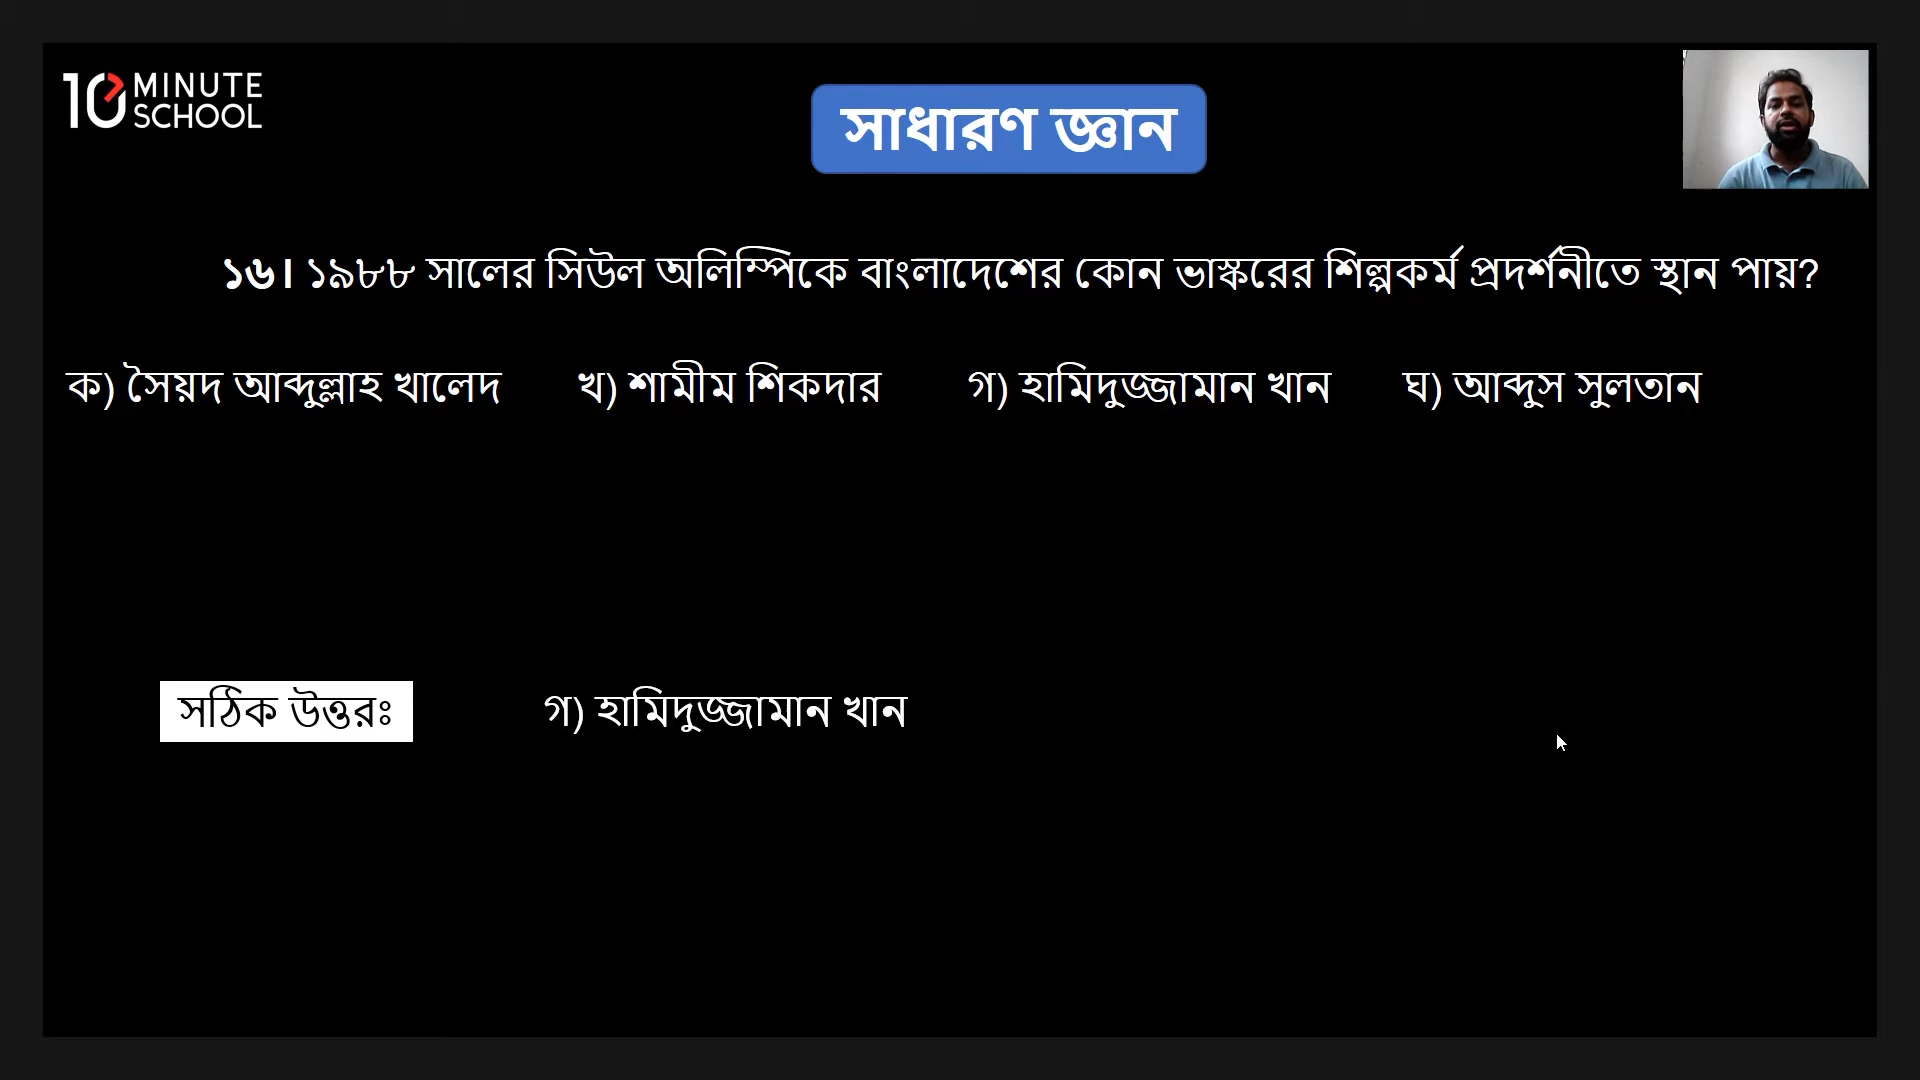 10 MINUTE SCHOOL
সাধারণ জ্ঞান
১৬। ১৯৮৮ সালের সিউল অলিম্পিকে বাংলাদেশের কোন ভাস্করের শিল্পকর্ম প্রদর্শনীতে স্থান পায়?
ক) সৈয়দ আব্দুল্লাহ খালেদ খ) শামীম শিকদার গ) হামিদুজ্জামান খান ঘ) আব্দুস সুলতান
সঠিক উত্তরঃ গ) হামিদুজ্জামান খান